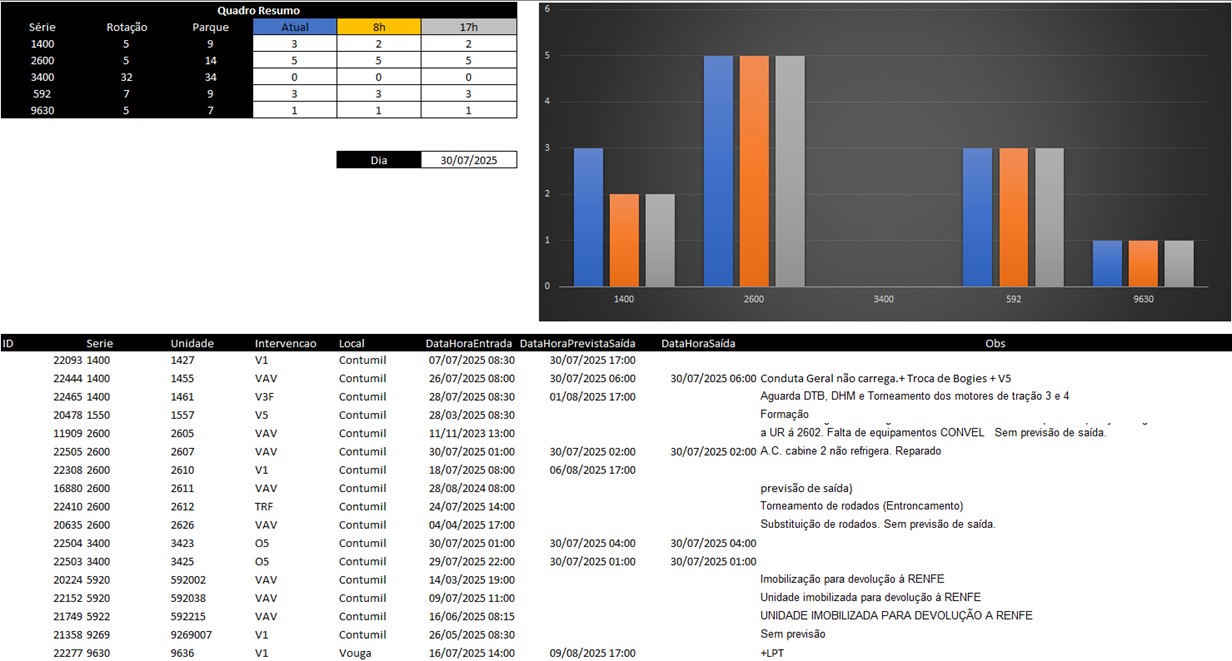 Quadro Resumo
Série Rotação Parque Atual 8h 17h
1400 5 9 3 2 2
2600 5 14 5 5 5
3400 32 34 0 0 0
592 7 9 3 3 3
9630 5 7 1 1 1
Dia 30/07/2025
6
5
4
3
2
1
0
1400 2600 3400 592 9630
ID Serie Unidade Intervencao Local DataHoraEntrada DataHoraPrevistaSaída DataHoraSaída Obs
22093 1400 1427 V1 Contumil 07/07/2025 08:30 30/07/2025 17:00
22444 1400 1455 VAV Contumil 26/07/2025 08:00 30/07/2025 06:00 30/07/2025 06:00 Conduta Geral não carrega.+ Troca de Bogies + V5
22465 1400 1461 V3F Contumil 28/07/2025 08:30 01/08/2025 17:00 Aguarda DTB, DHM e Torneamento dos motores de tração 3 e 4
20478 1550 1557 V5 Contumil 28/03/2025 08:30 Formação
11909 2600 2605 VAV Contumil 11/11/2023 13:00 a UR á 2602. Falta de equipamentos CONVEL Sem previsão de saída.
22505 2600 2607 VAV Contumil 30/07/2025 01:00 30/07/2025 02:00 30/07/2025 02:00 A.C. cabine 2 não refrigera. Reparado
22308 2600 2610 V1 Contumil 18/07/2025 08:00 06/08/2025 17:00
16880 2600 2611 VAV Contumil 28/08/2024 08:00 previsão de saída)
22410 2600 2612 TRF Contumil 24/07/2025 14:00 Torneamento de rodados (Entroncamento)
20635 2600 2626 VAV Contumil 04/04/2025 17:00 Substituição de rodados. Sem previsão de saída.
22504 3400 3423 O5 Contumil 30/07/2025 01:00 30/07/2025 04:00 30/07/2025 04:00
22503 3400 3425 O5 Contumil 29/07/2025 22:00 30/07/2025 01:00 30/07/2025 01:00
20224 5920 592002 VAV Contumil 14/03/2025 19:00 Imobilização para devolução à RENFE
22152 5920 592038 VAV Contumil 09/07/2025 11:00 Unidade imobilizada para devolução à RENFE
21749 5922 592215 VAV Contumil 16/06/2025 08:15 UNIDADE IMOBILIZADA PARA DEVOLUÇÃO A RENFE
21358 9269 9269007 V1 Contumil 26/05/2025 08:30 Sem previsão
22277 9630 9636 V1 Vouga 16/07/2025 14:00 09/08/2025 17:00 +LPT